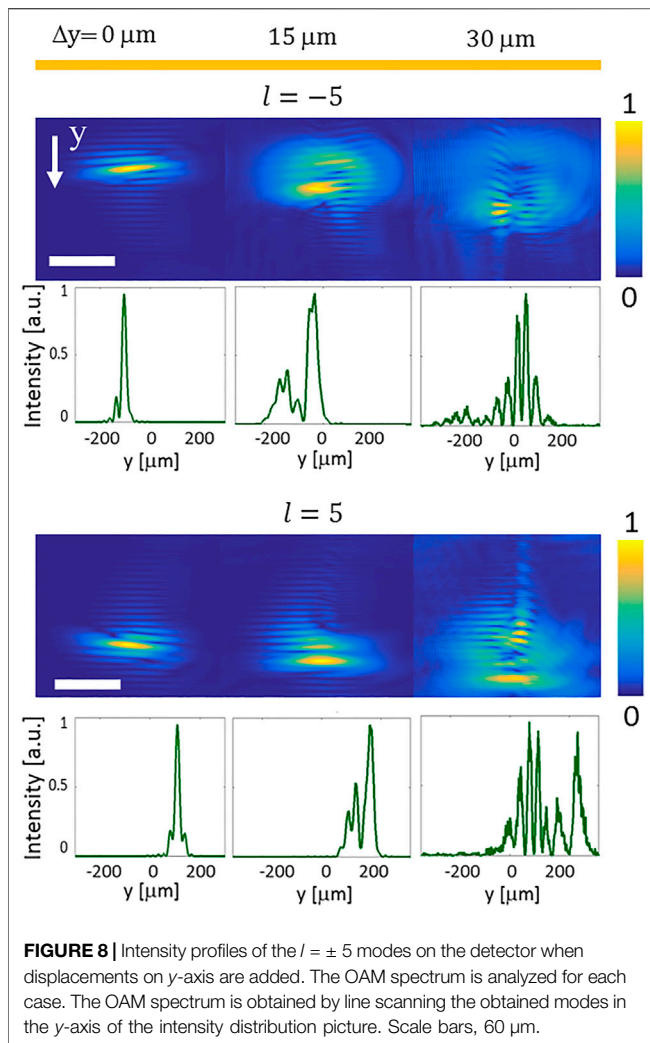 Δy= 0 μm 15 μm 30 μm
l = −5
y
1
0
Intensity [a.u.]
1
0.5
0
-200 0 200 -200 0 200 -200 0 200
y [μm] y [μm] y [μm]
l = 5
1
0
Intensity [a.u.]
1
0.5
0
-200 0 200 -200 0 200 -200 0 200
y [μm] y [μm] y [μm]
FIGURE 8 | Intensity profiles of the l = ± 5 modes on the detector when
displacements on y-axis are added. The OAM spectrum is analyzed for each
case. The OAM spectrum is obtained by line scanning the obtained modes in
the y-axis of the intensity distribution picture. Scale bars, 60 μm.